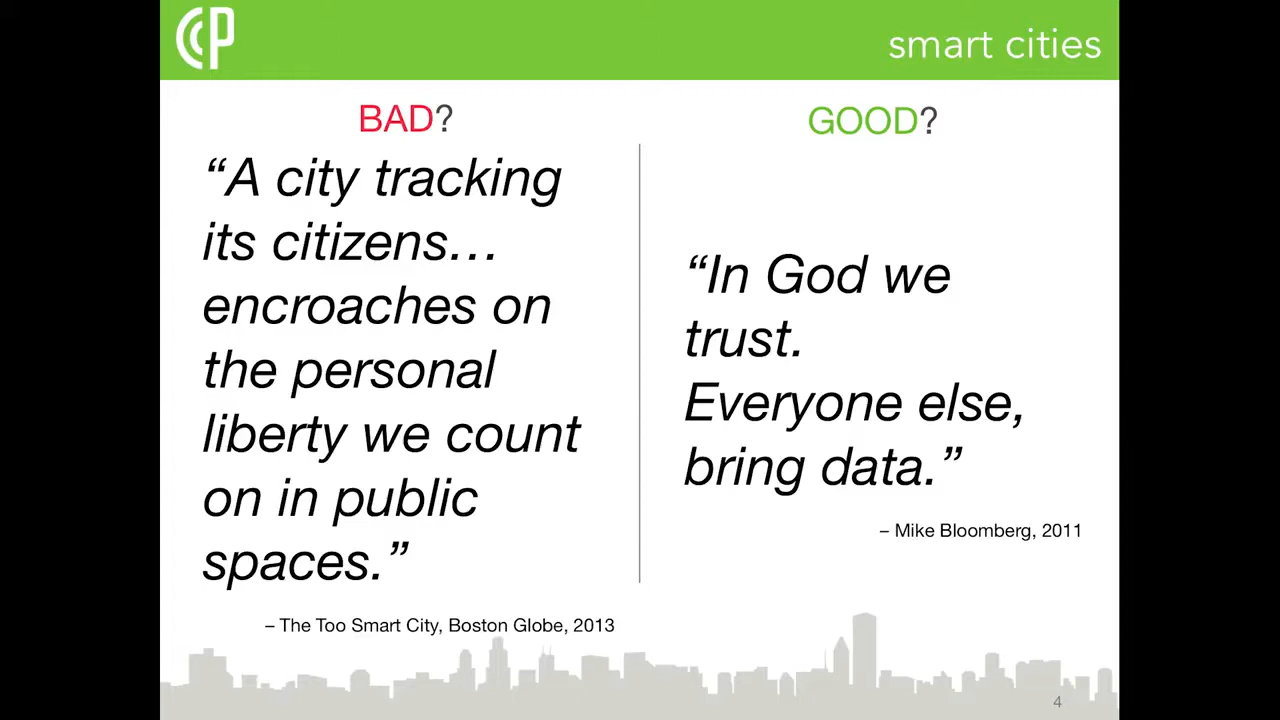 CCP
smart cities
BAD?
“A city tracking
its citizens…
encroaches on
the personal
liberty we count
on in public
spaces.”
– The Too Smart City, Boston Globe, 2013
GOOD?
“In God we
trust.
Everyone else,
bring data.”
– Mike Bloomberg, 2011
4